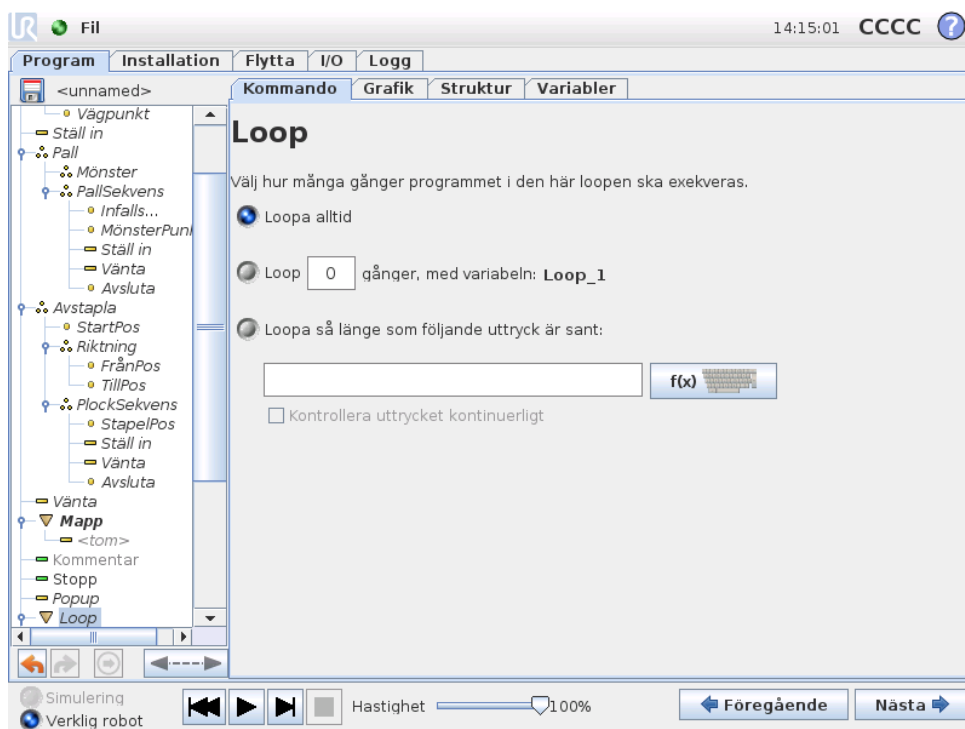 UR Fil 14:15:01 CCCC ?
Program Installation Flytta I/O Logg
<unnamed>
Kommando Grafik Struktur Variabler
Vägpunkt
Ställ in
Pall
Mönster
PallSekvens
Infalls...
MönsterPun
Ställ in
Vänta
Avsluta
Avstapla
StartPos
Riktning
FrånPos
TillPos
PlockSekvens
StapelPos
Ställ in
Vänta
Avsluta
Vänta
Mapp
<tom>
Kommentar
Stopp
Popup
Loop
Loop
Välj hur många gånger programmet i den här loopen ska exekveras.
Loopa alltid
Loop 0 gånger, med variabeln: Loop_1
Loopa så länge som följande uttryck är sant:
f(x)
Kontrollera uttrycket kontinuerligt
Simulering
Verklig robot
Hastighet 100%
Föregående Nästa